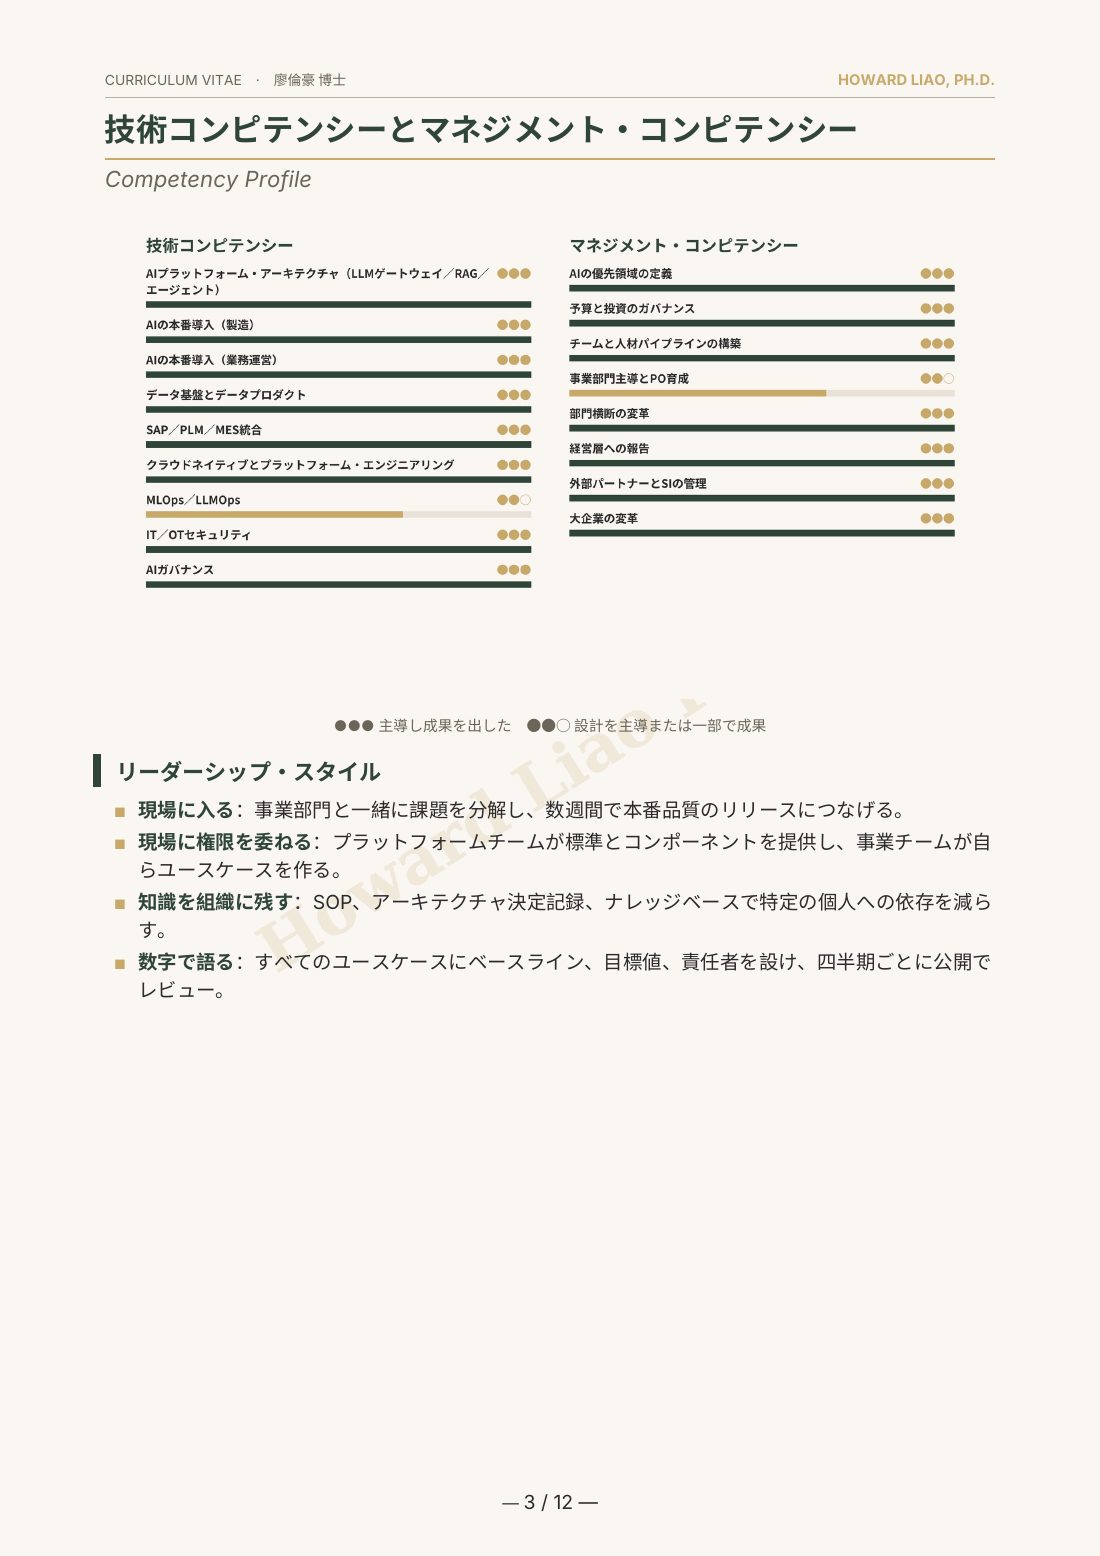 CURRICULUM VITAE · 廖倫豪 博士
HOWARD LIAO, PH.D.
技術コンピテンシーとマネジメント・コンピテンシー
Competency Profile
技術コンピテンシー
AIプラットフォーム・アーキテクチャ（LLMゲートウェイ／RAG／ ●●●
エージェント）
AIの本番導入（製造） ●●●
AIの本番導入（業務運営） ●●●
データ基盤とデータプロダクト ●●●
SAP／PLM／MES統合 ●●●
クラウドネイティブとプラットフォーム・エンジニアリング ●●●
MLOps／LLMOps ●●○
IT／OTセキュリティ ●●●
AIガバナンス ●●●
マネジメント・コンピテンシー
AIの優先領域の定義 ●●●
予算と投資のガバナンス ●●●
チームと人材パイプラインの構築 ●●●
事業部門主導とPO育成 ●●○
部門横断の変革 ●●●
経営層への報告 ●●●
外部パートナーとSIの管理 ●●●
大企業の変革 ●●●
●●● 主導し成果を出した ●●○ 設計を主導または一部で成果
Howard Liao
リーダーシップ・スタイル
■ 現場に入る：事業部門と一緒に課題を分解し、数週間で本番品質のリリースにつなげる。
■ 現場に権限を委ねる：プラットフォームチームが標準とコンポーネントを提供し、事業チームが自
らユースケースを作る。
■ 知識を組織に残す：SOP、アーキテクチャ決定記録、ナレッジベースで特定の個人への依存を減ら
す。
■ 数字で語る：すべてのユースケースにベースライン、目標値、責任者を設け、四半期ごとに公開で
レビュー。
— 3 / 12 —